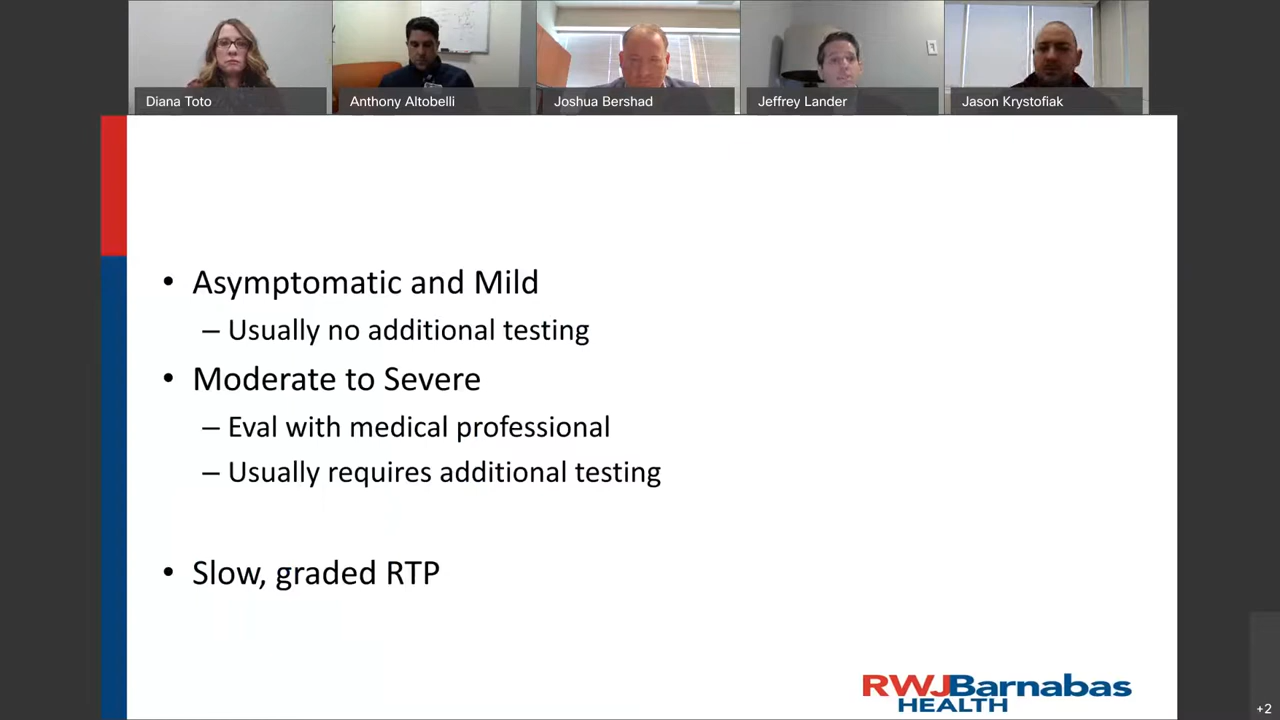 Diana Toto
Anthony Altobelli
Joshua Bershad
Jeffrey Lander
Jason Krystofiak
• Asymptomatic and Mild
– Usually no additional testing
• Moderate to Severe
– Eval with medical professional
– Usually requires additional testing
• Slow, graded RTP
RWJBarnabas
HEALTH
+2